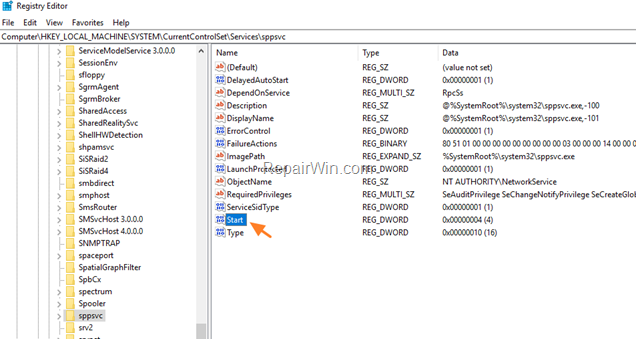 Registry Editor
File Edit View Favorites Help
Computer\HKEY_LOCAL_MACHINE\SYSTEM\CurrentControlSet\Services\sppsvc
ServiceModelService 3.0.0.0
SessionEnv
sfloppy
SgrmAgent
SgrmBroker
SharedAccess
SharedRealitySvc
ShellHWDetection
shpamsvc
SiSRaid2
SiSRaid4
smbdirect
smphost
SmsRouter
SMSvcHost 3.0.0.0
SMSvcHost 4.0.0.0
SNMPTRAP
spaceport
SpatialGraphFilter
SpbCx
spectrum
Spooler
sppsvc
srv2
Name Type Data
(Default) REG_SZ (value not set)
DelayedAutoStart REG_DWORD 0x00000001 (1)
DependOnService REG_MULTI_SZ RpcSs
Description REG_SZ @%SystemRoot%\system32\sppsvc.exe,-100
DisplayName REG_SZ @%SystemRoot%\system32\sppsvc.exe,-101
ErrorControl REG_DWORD 0x00000001 (1)
FailureActions REG_BINARY 80 51 01 00 00 00 00 00 00 00 00 00 03 00 00 00 14 00 00 00
ImagePath REG_EXPAND_SZ %SystemRoot%\system32\sppsvc.exe
REG_DWORD
ObjectName REG_SZ NT AUTHORITY\NetworkService
RequiredPrivileges REG_MULTI_SZ SeAuditPrivilege SeChangeNotifyPrivilege SeCreateGlob
ServiceSidType REG_DWORD 0x00000001 (1)
Start REG_DWORD 0x00000004 (4)
Type REG_DWORD 0x00000010 (16)
RepairWin.com